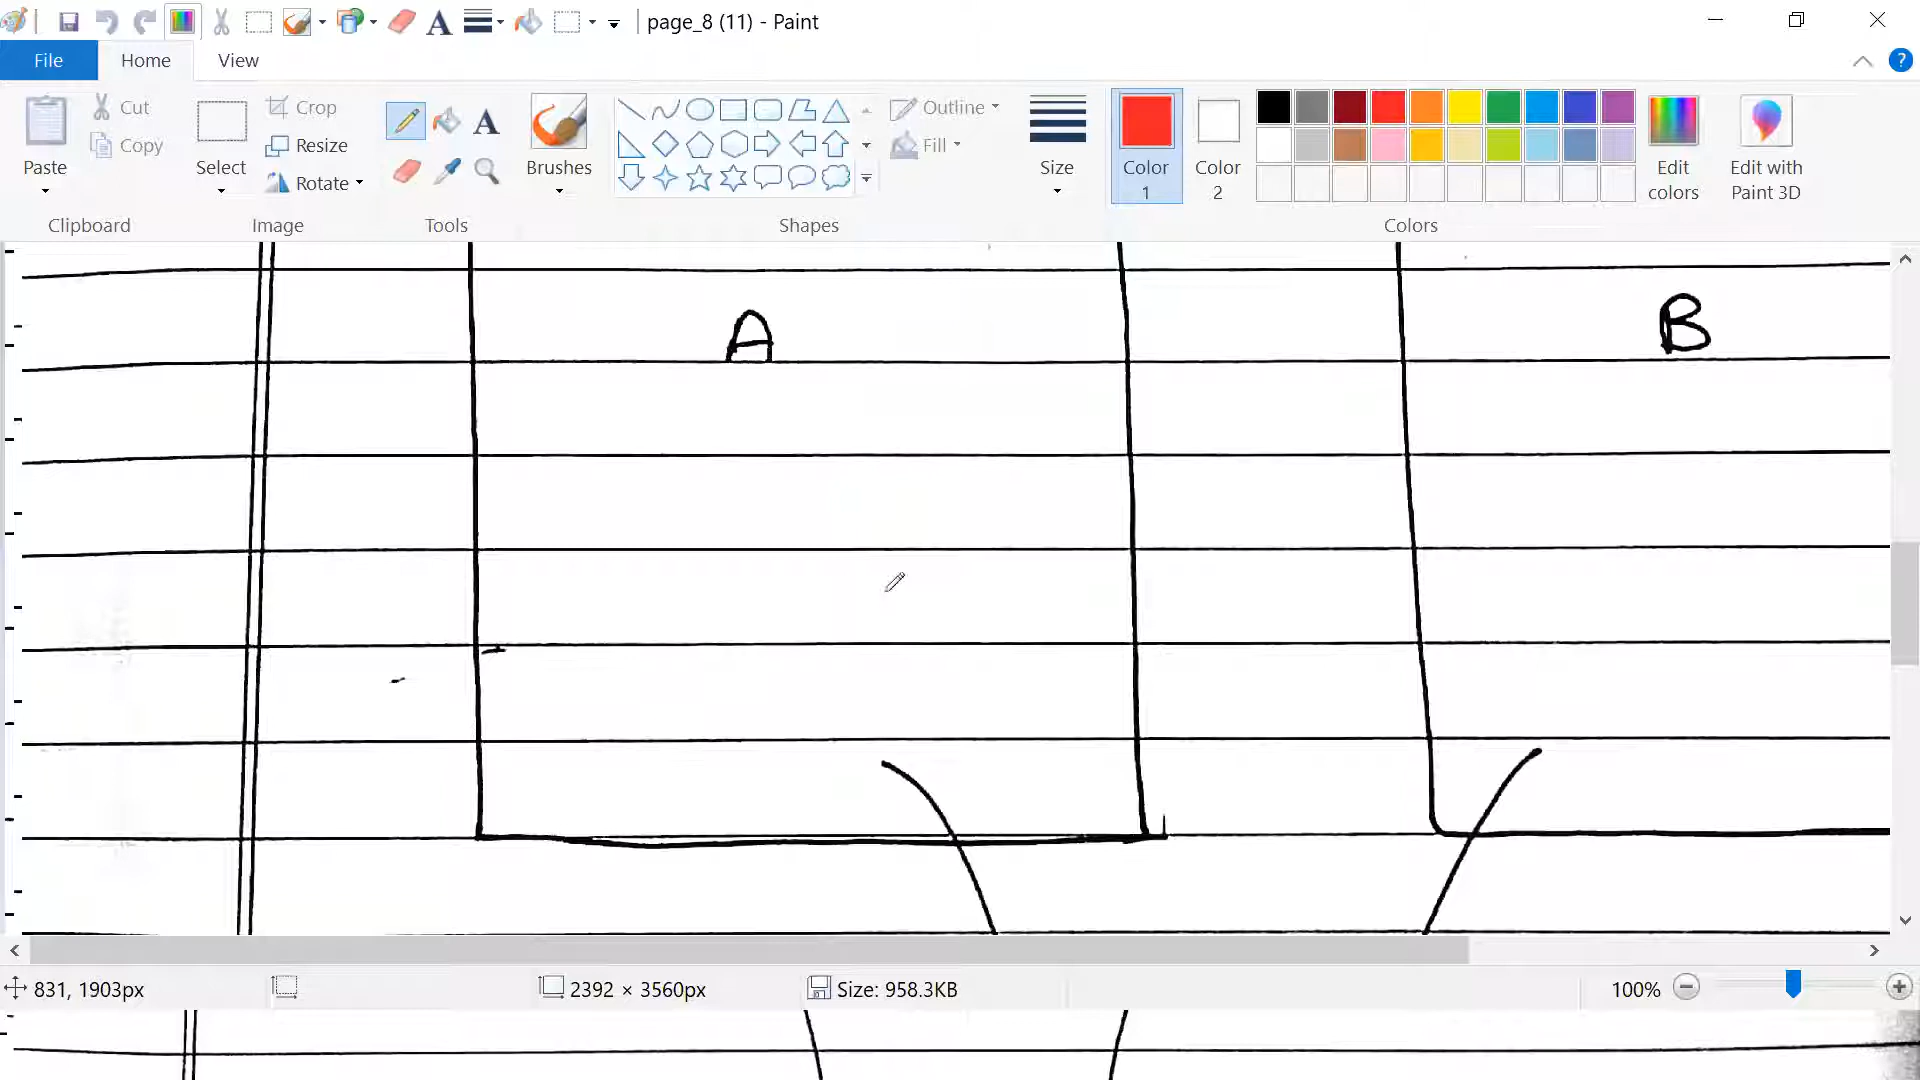 page_8 (11) - Paint
File Home View
Paste
Cut
Copy
Clipboard
Select
Crop
Resize
Rotate
Image
A
Tools
Brushes
Outline
Fill
Shapes
Size
Color 1
Color 2
Edit colors
Edit with Paint 3D
Colors
?
A B
831, 1903px 2392 × 3560px Size: 958.3KB 100%